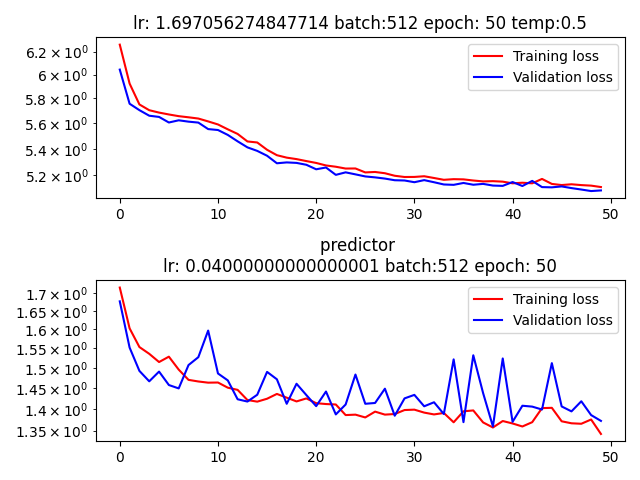 lr: 1.697056274847714 batch:512 epoch: 50 temp:0.5
6.2 × 10⁰
6 × 10⁰
5.8 × 10⁰
5.6 × 10⁰
5.4 × 10⁰
5.2 × 10⁰
Training loss
Validation loss
0 10 20 30 40 50
predictor
lr: 0.04000000000000001 batch:512 epoch: 50
1.7 × 10⁰
1.65 × 10⁰
1.6 × 10⁰
1.55 × 10⁰
1.5 × 10⁰
1.45 × 10⁰
1.4 × 10⁰
1.35 × 10⁰
Training loss
Validation loss
0 10 20 30 40 50